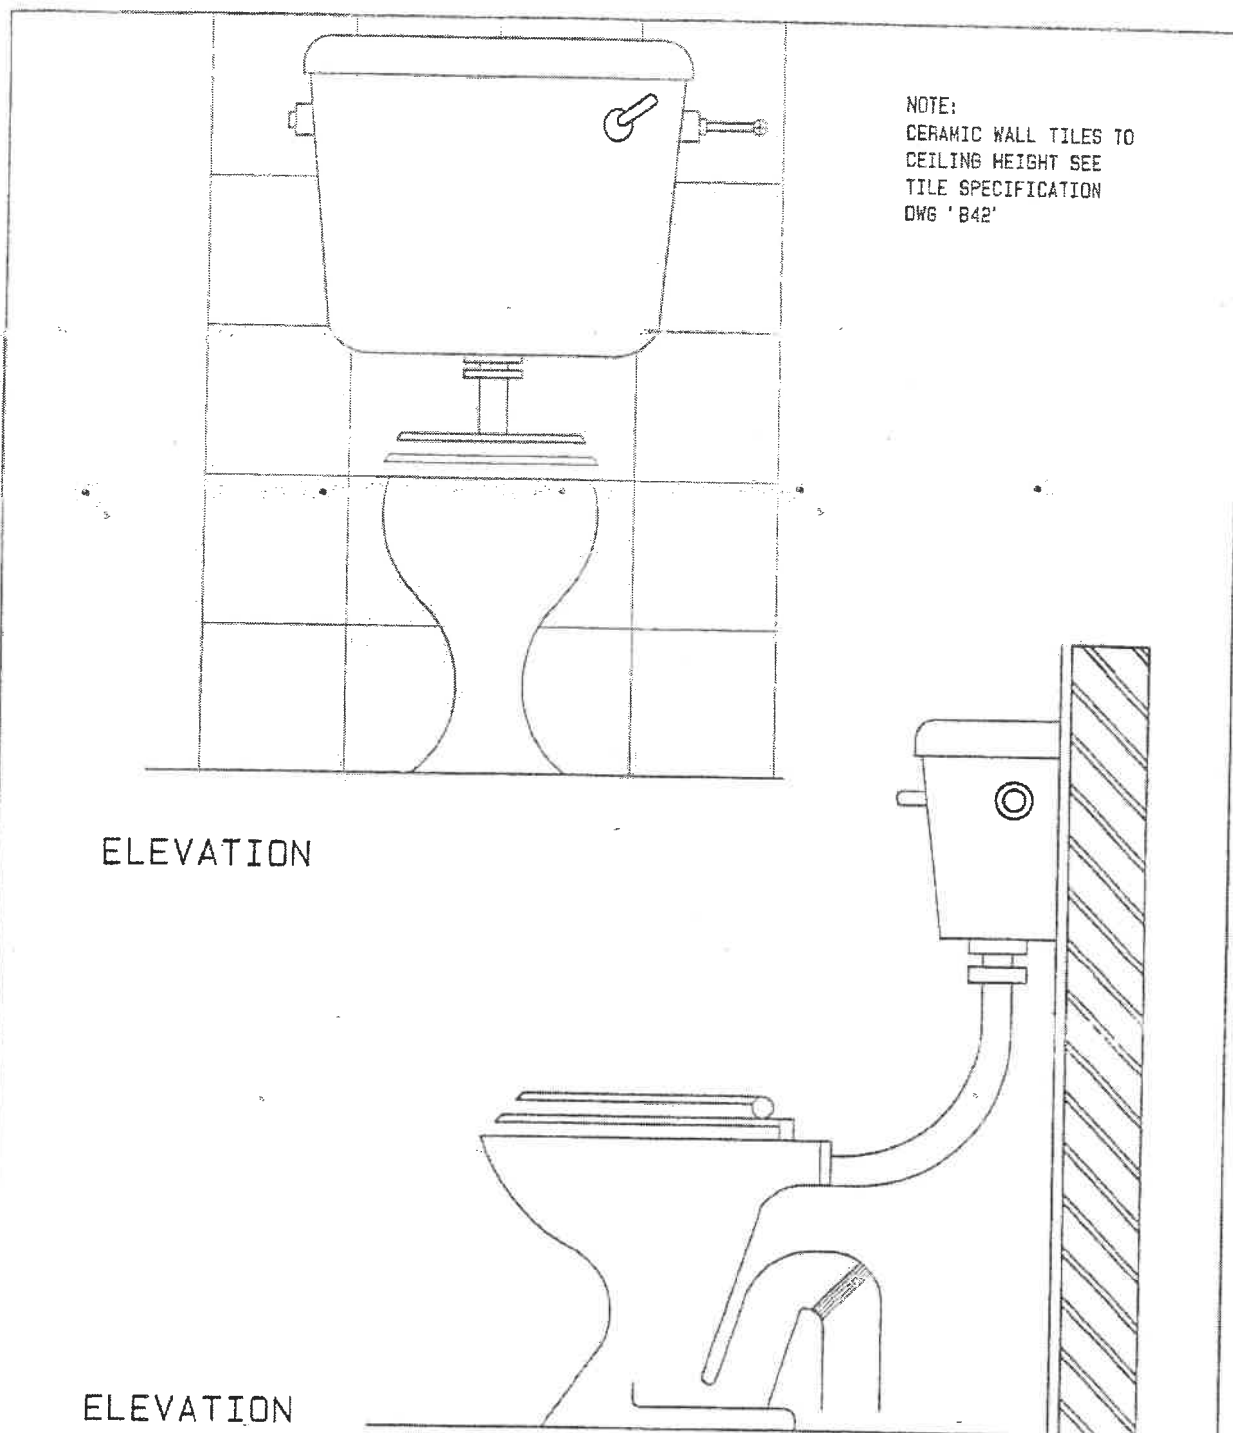 NOTE:
CERAMIC WALL TILES TO
CEILING HEIGHT SEE
TILE SPECIFICATION
DWG 'B42'
ELEVATION
ELEVATION